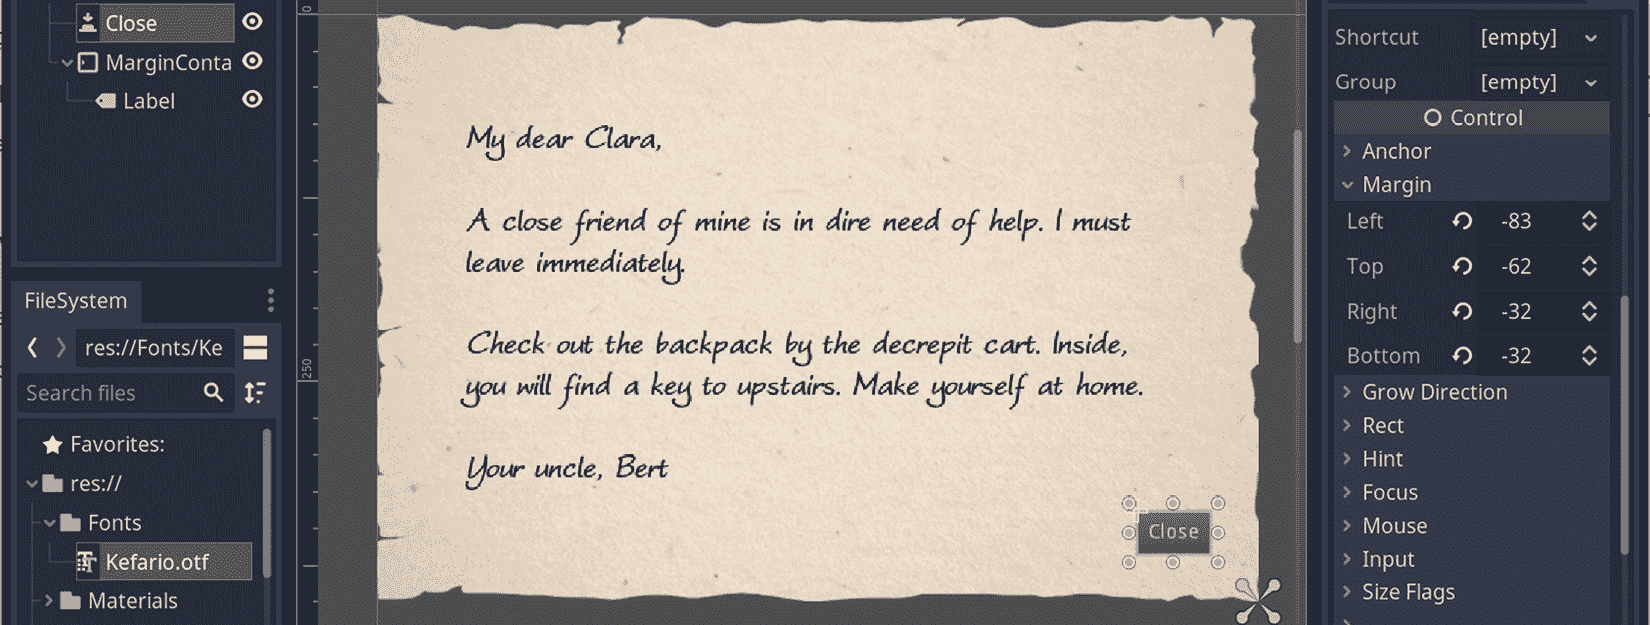 Close
MarginConta
Label
FileSystem
res://Fonts/Ke
Search files
Favorites:
res://
Fonts
Kefario.otf
Materials
0
250
My dear Clara,
A close friend of mine is in dire need of help. I must
leave immediately.
Check out the backpack by the decrepit cart. Inside,
you will find a key to upstairs. Make yourself at home.
Your uncle, Bert
Close
Shortcut [empty]
Group [empty]
Control
Anchor
Margin
Left -83
Top -62
Right -32
Bottom -32
Grow Direction
Rect
Hint
Focus
Mouse
Input
Size Flags